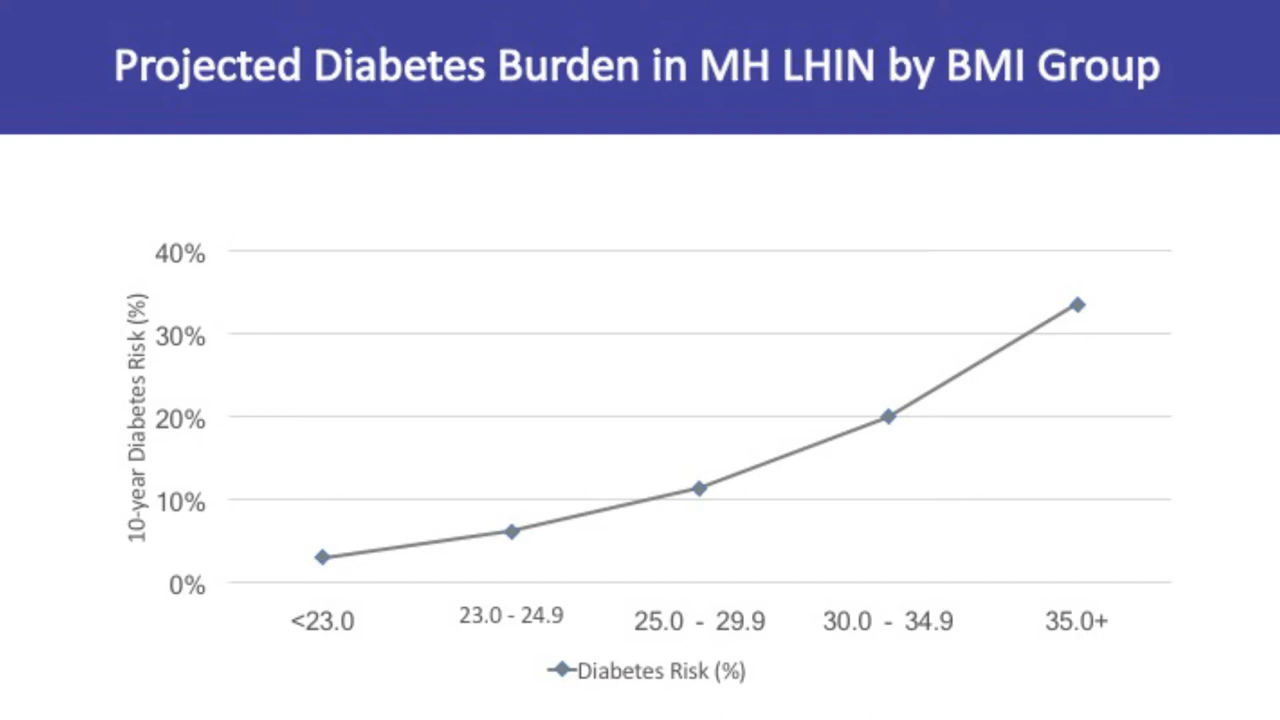 Projected Diabetes Burden in MH LHIN by BMI Group
40%
30%
20%
10%
0%
10-year Diabetes Risk (%)
<23.0
23.0 - 24.9
25.0 - 29.9
30.0 - 34.9
35.0+
Diabetes Risk (%)